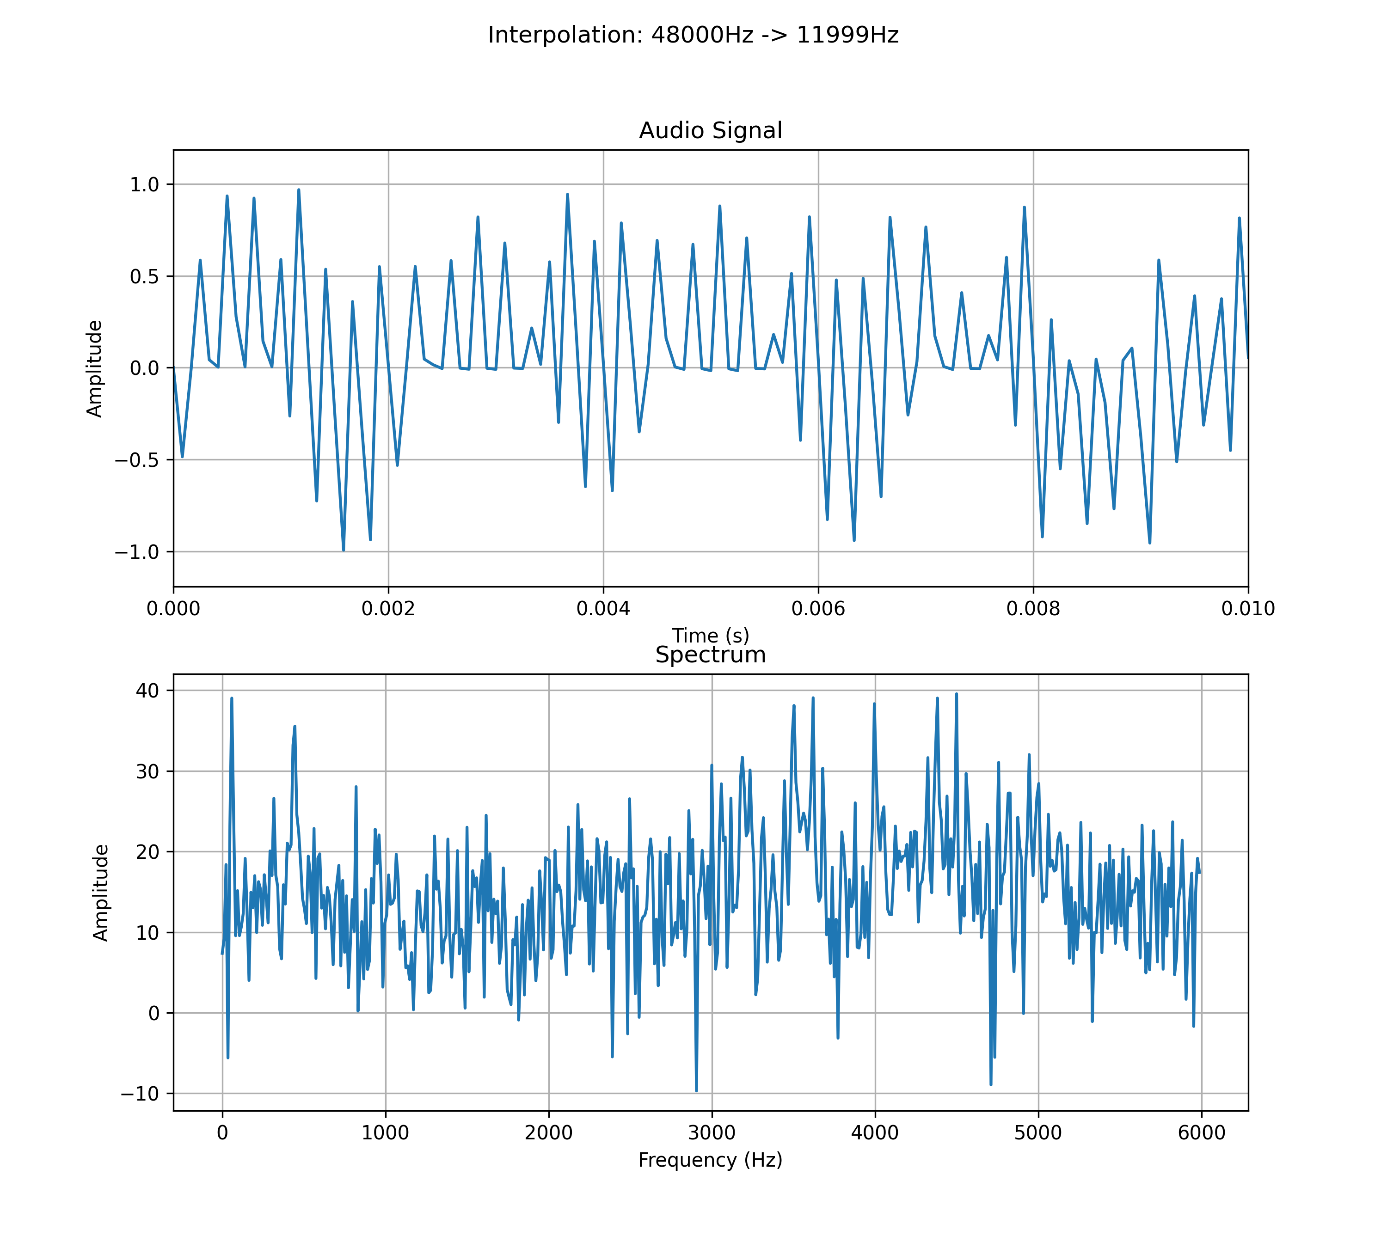 Interpolation: 48000Hz -> 11999Hz
Audio Signal
1.0
0.5
0.0
−0.5
−1.0
Amplitude
0.000 0.002 0.004 0.006 0.008 0.010
Time (s)
Spectrum
40
30
20
10
0
−10
Amplitude
0 1000 2000 3000 4000 5000 6000
Frequency (Hz)